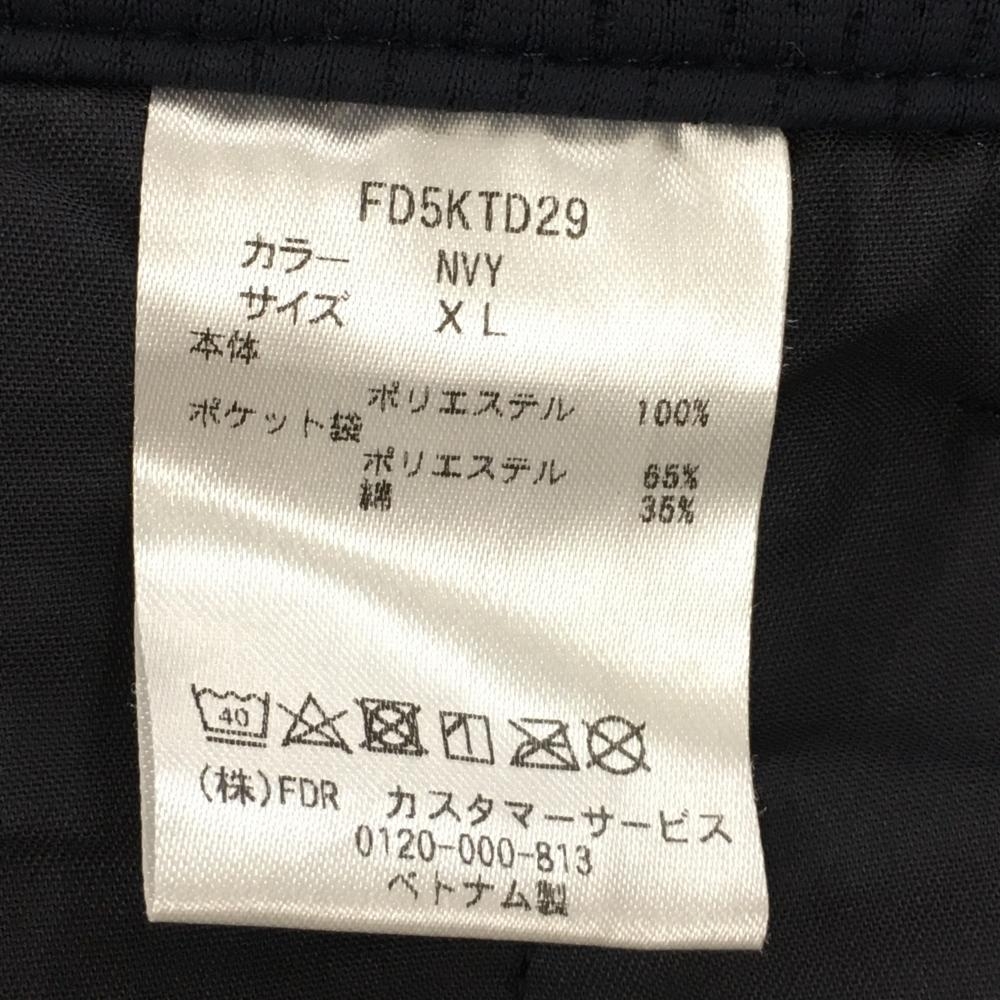 FD5KTD29
カラー NVY
サイズ XL
本体
ポリエステル 100%
ポケット袋
ポリエステル 65%
綿 35%
40
(株)FDR カスタマーサービス
0120-000-813
ベトナム製